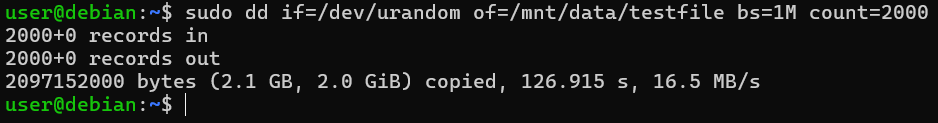 user@debian:~$ sudo dd if=/dev/urandom of=/mnt/data/testfile bs=1M count=2000
2000+0 records in
2000+0 records out
2097152000 bytes (2.1 GB, 2.0 GiB) copied, 126.915 s, 16.5 MB/s
user@debian:~$